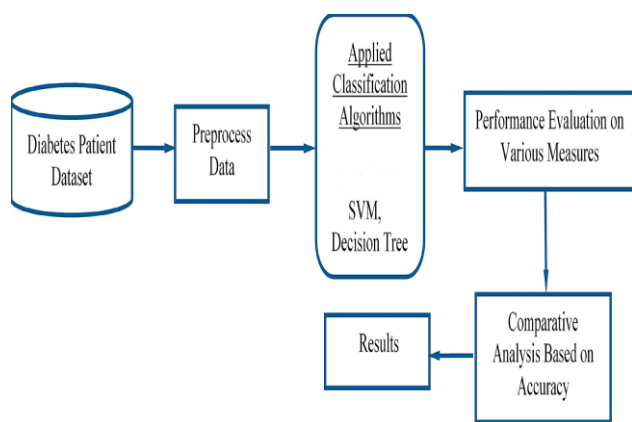 Diabetes Patient
Dataset
Preprocess
Data
Applied
Classification
Algorithms
SVM,
Decision Tree
Performance Evaluation on
Various Measures
Comparative
Analysis Based on
Accuracy
Results